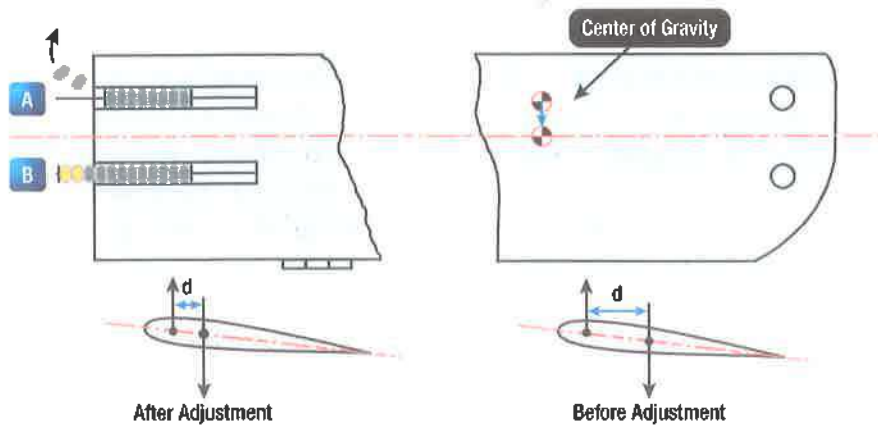 Center of Gravity
A
B
d
d
After Adjustment
Before Adjustment